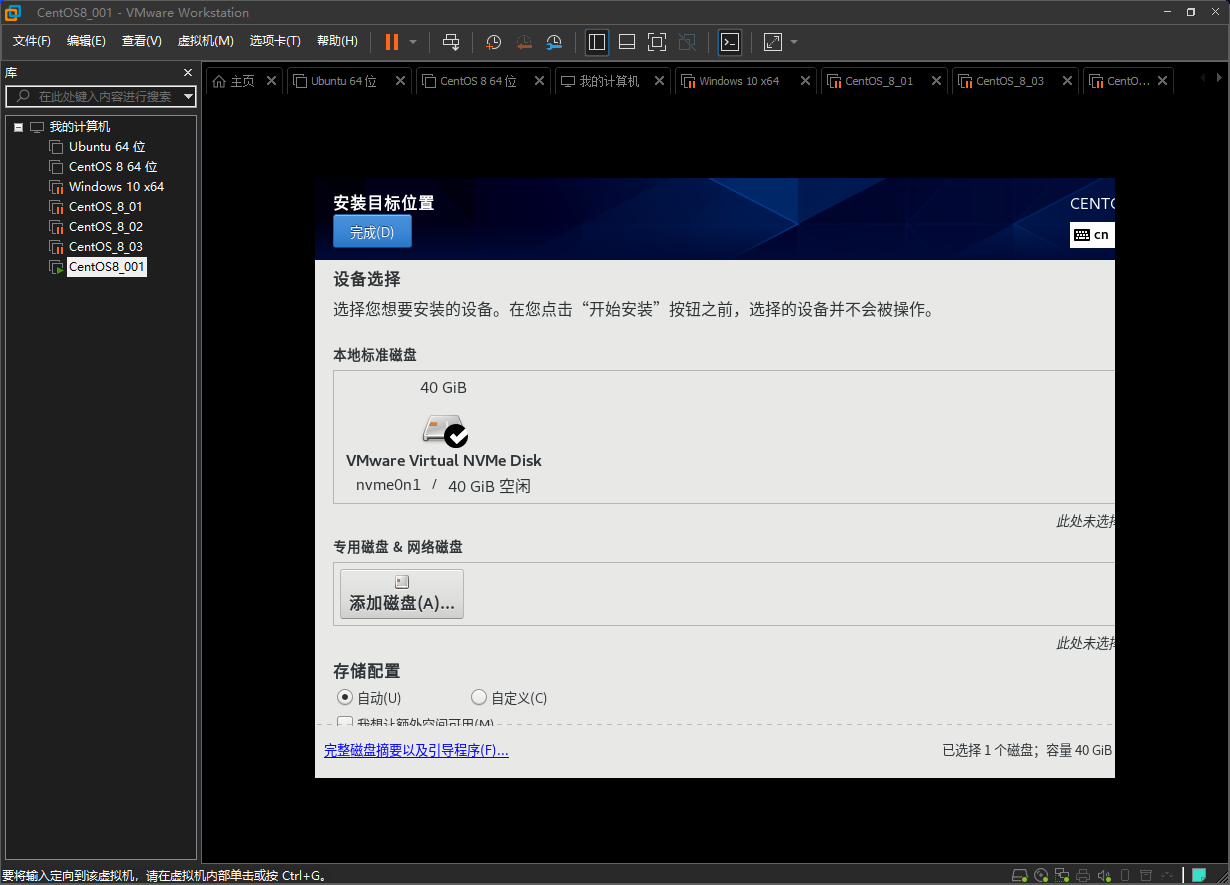 CentOS8_001 - VMware Workstation
文件(F) 编辑(E) 查看(V) 虚拟机(M) 选项卡(T) 帮助(H)
库
在此处键入内容进行搜索
我的计算机
Ubuntu 64 位
CentOS 8 64 位
Windows 10 x64
CentOS_8_01
CentOS_8_02
CentOS_8_03
CentOS8_001
主页 Ubuntu 64 位 CentOS 8 64 位 我的计算机 Windows 10 x64 CentOS_8_01 CentOS_8_03 CentO...
安装目标位置
CENTO
完成(D)
cn
设备选择
选择您想要安装的设备。在您点击“开始安装”按钮之前，选择的设备并不会被操作。
本地标准磁盘
40 GiB
VMware Virtual NVMe Disk
nvme0n1 / 40 GiB 空闲
此处未选择
专用磁盘 & 网络磁盘
添加磁盘(A)...
此处未选择
存储配置
自动(U) 自定义(C)
我想让额外空间可用(M)
完整磁盘摘要以及引导程序(F)...
已选择 1 个磁盘；容量 40 GiB
要将输入定向到该虚拟机，请在虚拟机内部单击或按 Ctrl+G。